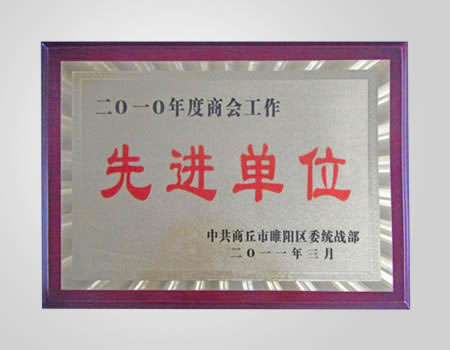 二〇一〇年度商会工作
先进单位
中共商丘市睢阳区委统战部
二〇一一年三月